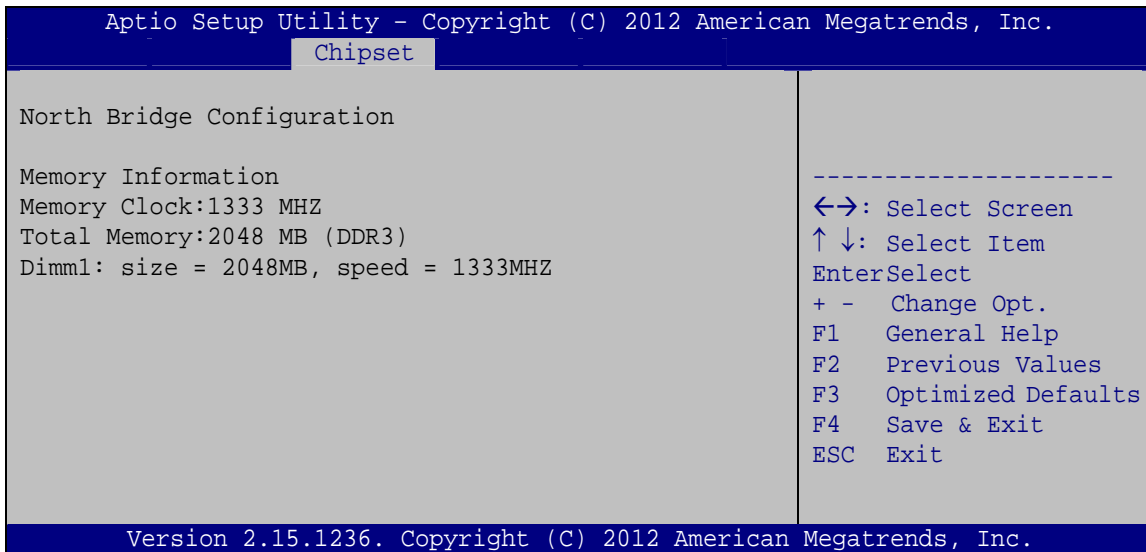 Aptio Setup Utility – Copyright (C) 2012 American Megatrends, Inc.
Chipset
North Bridge Configuration
Memory Information
Memory Clock:1333 MHZ
Total Memory:2048 MB (DDR3)
Dimm1: size = 2048MB, speed = 1333MHZ
---------------------
←→: Select Screen
↑ ↓: Select Item
EnterSelect
+ - Change Opt.
F1 General Help
F2 Previous Values
F3 Optimized Defaults
F4 Save & Exit
ESC Exit
Version 2.15.1236. Copyright (C) 2012 American Megatrends, Inc.